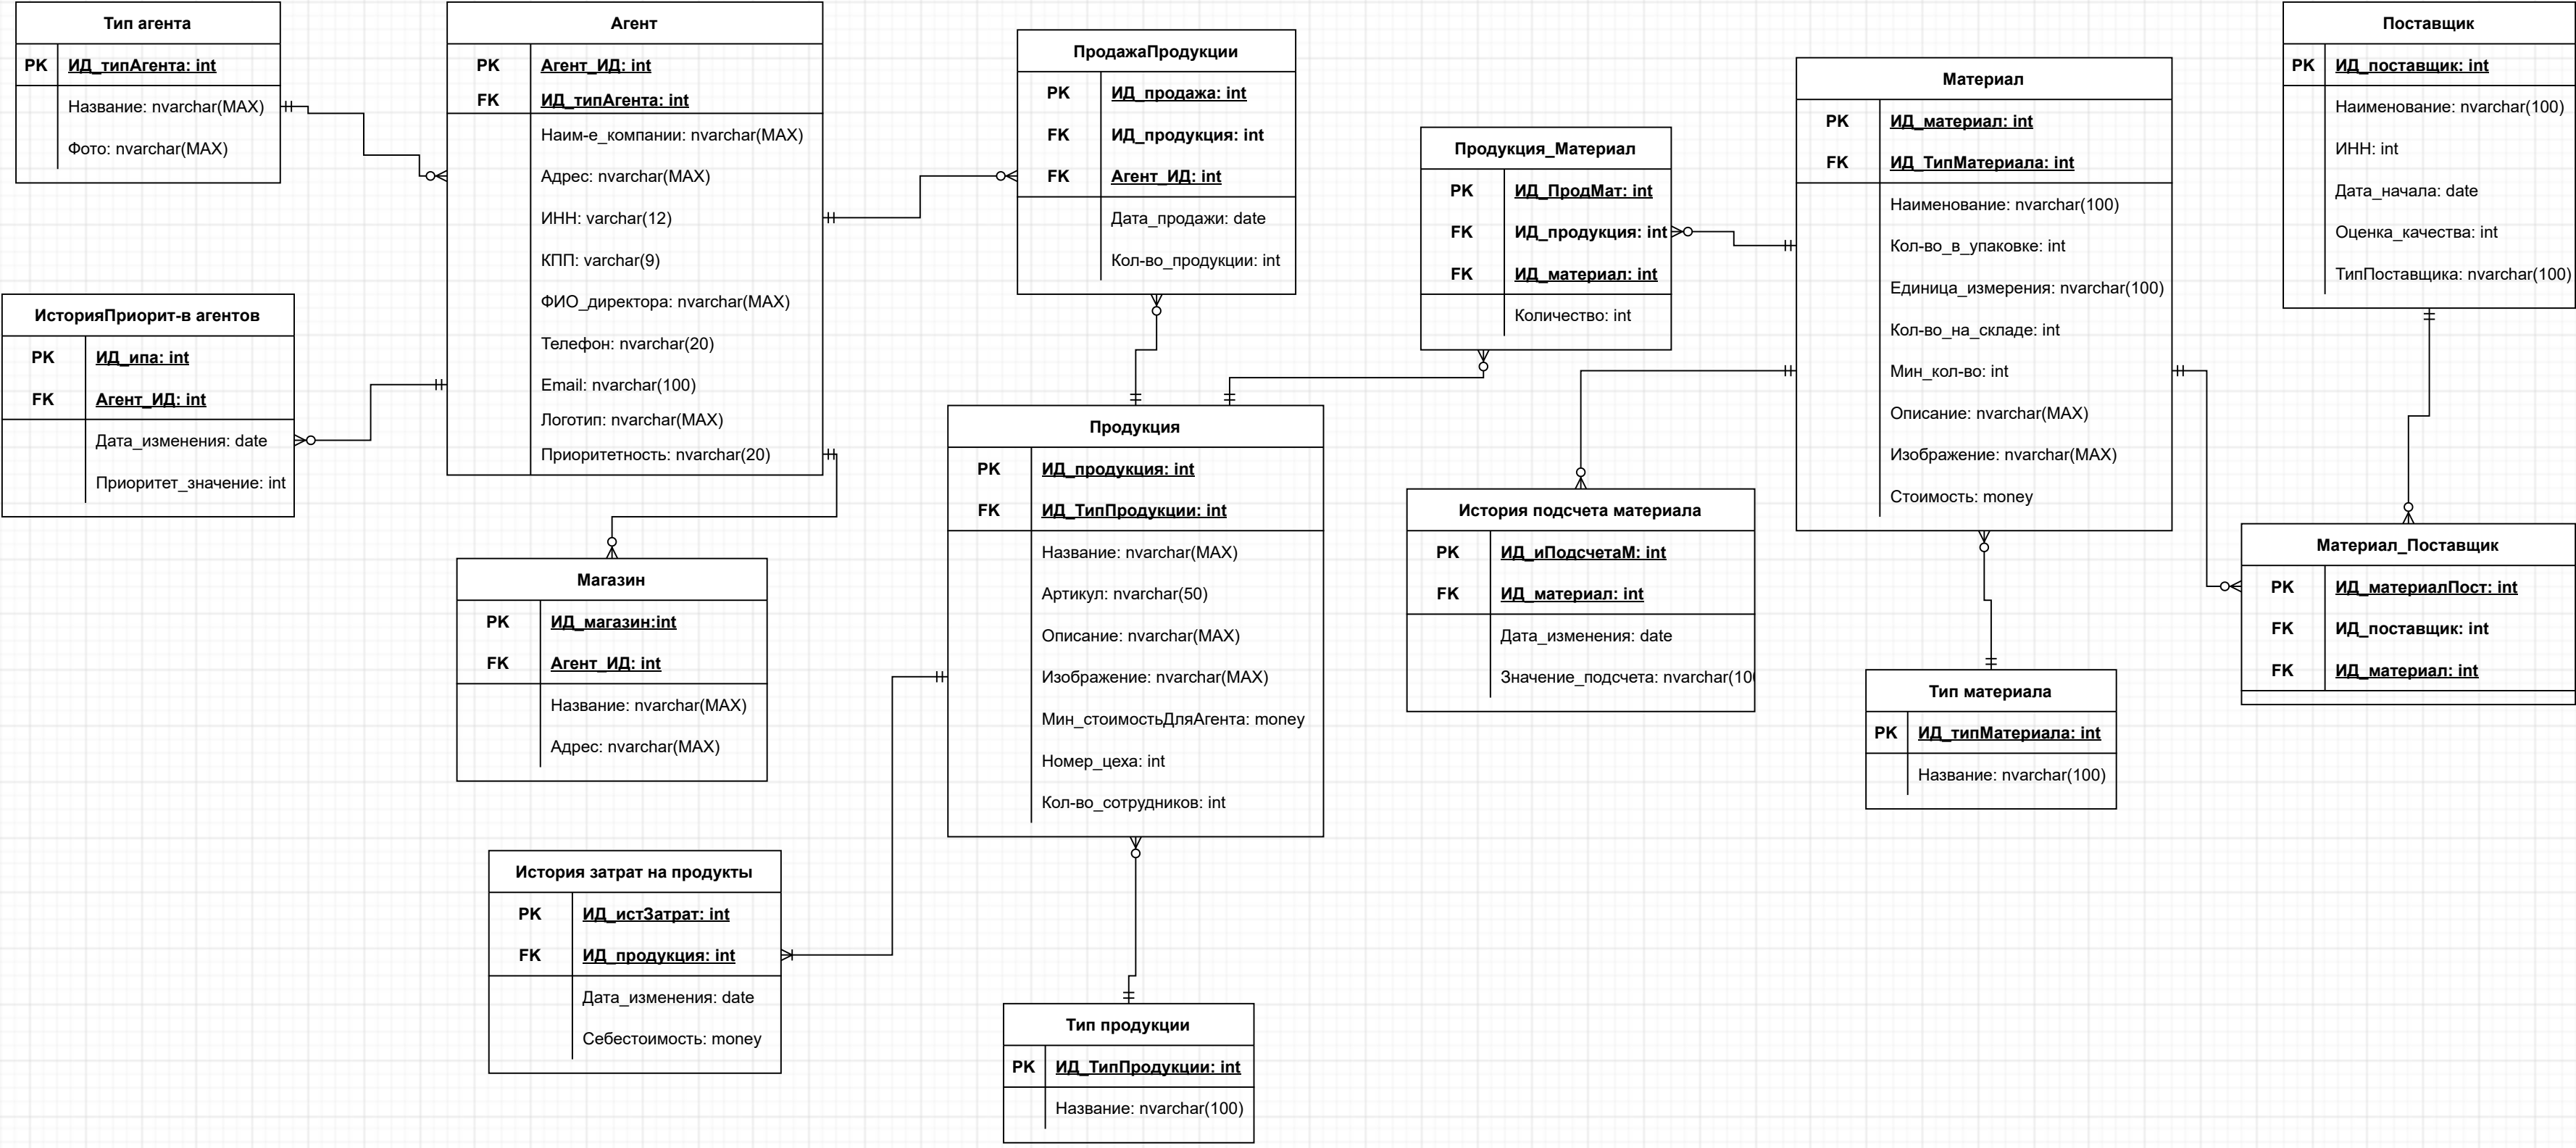 Тип агента
PK ИД_типАгента: int
Название: nvarchar(MAX)
Фото: nvarchar(MAX)
Агент
PK Агент_ИД: int
FK ИД_типАгента: int
Наим-е_компании: nvarchar(MAX)
Адрес: nvarchar(MAX)
ИНН: varchar(12)
КПП: varchar(9)
ФИО_директора: nvarchar(MAX)
Телефон: nvarchar(20)
Email: nvarchar(100)
Логотип: nvarchar(MAX)
Приоритетность: nvarchar(20)
ПродажаПродукции
PK ИД_продажа: int
FK ИД_продукция: int
FK Агент_ИД: int
Дата_продажи: date
Кол-во_продукции: int
Продукция_Материал
PK ИД_ПродМат: int
FK ИД_продукция: int
FK ИД_материал: int
Количество: int
Материал
PK ИД_материал: int
FK ИД_ТипМатериала: int
Наименование: nvarchar(100)
Кол-во_в_упаковке: int
Единица_измерения: nvarchar(100)
Кол-во_на_складе: int
Мин_кол-во: int
Описание: nvarchar(MAX)
Изображение: nvarchar(MAX)
Стоимость: money
Поставщик
PK ИД_поставщик: int
Наименование: nvarchar(100)
ИНН: int
Дата_начала: date
Оценка_качества: int
ТипПоставщика: nvarchar(100)
ИсторияПриорит-в агентов
PK ИД_ипа: int
FK Агент_ИД: int
Дата_изменения: date
Приоритет_значение: int
Продукция
PK ИД_продукция: int
FK ИД_ТипПродукции: int
Название: nvarchar(MAX)
Артикул: nvarchar(50)
Описание: nvarchar(MAX)
Изображение: nvarchar(MAX)
Мин_стоимостьДляАгента: money
Номер_цеха: int
Кол-во_сотрудников: int
История подсчета материала
PK ИД_иПодсчетаМ: int
FK ИД_материал: int
Дата_изменения: date
Значение_подсчета: nvarchar(10
Материал_Поставщик
PK ИД_материалПост: int
FK ИД_поставщик: int
FK ИД_материал: int
Магазин
PK ИД_магазин:int
FK Агент_ИД: int
Название: nvarchar(MAX)
Адрес: nvarchar(MAX)
Тип материала
PK ИД_типМатериала: int
Название: nvarchar(100)
История затрат на продукты
PK ИД_истЗатрат: int
FK ИД_продукция: int
Дата_изменения: date
Себестоимость: money
Тип продукции
PK ИД_ТипПродукции: int
Название: nvarchar(100)